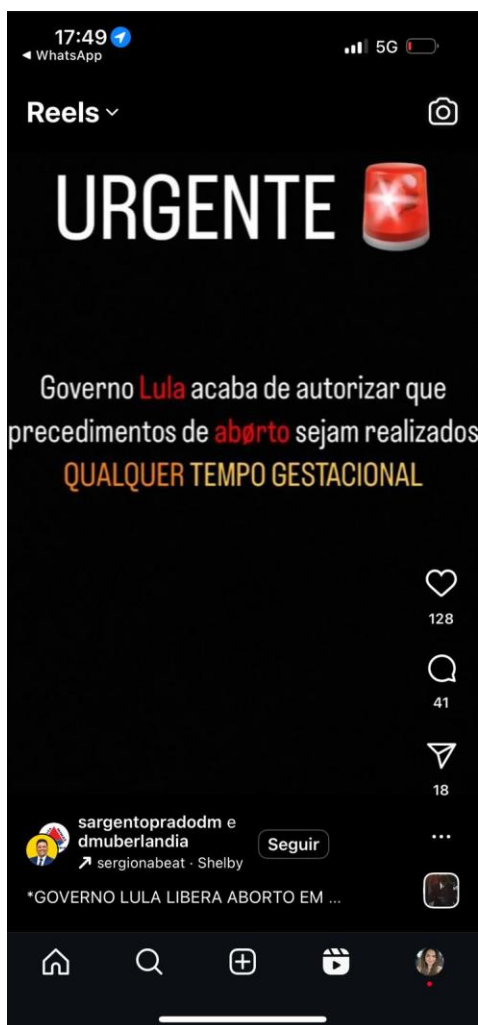 17:49
◀ WhatsApp
5G
Reels
URGENTE
Governo Lula acaba de autorizar que
precedimentos de abørto sejam realizados
QUALQUER TEMPO GESTACIONAL
128
41
18
sargentopradodm e
dmuberlandia
Seguir
sergionabeat · Shelby
*GOVERNO LULA LIBERA ABORTO EM ...